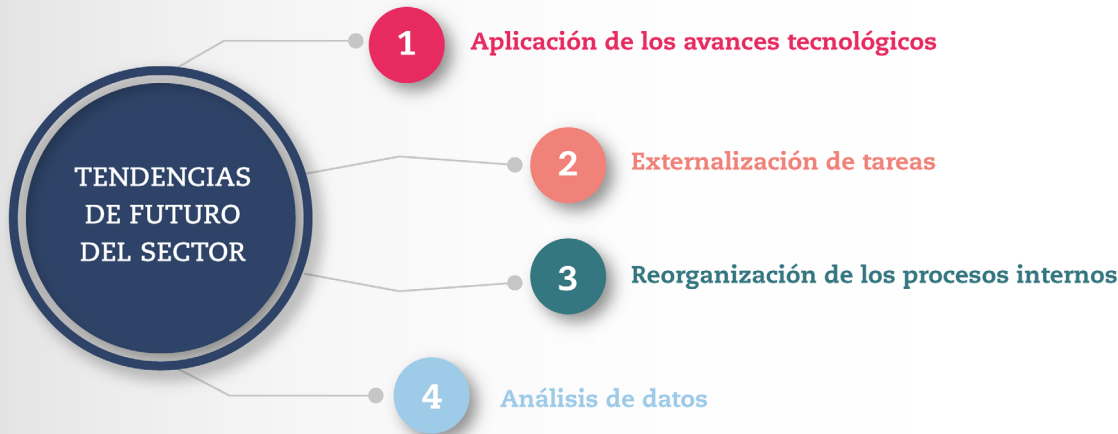 TENDENCIAS
DE FUTURO
DEL SECTOR
1 Aplicación de los avances tecnológicos
2 Externalización de tareas
3 Reorganización de los procesos internos
4 Análisis de datos